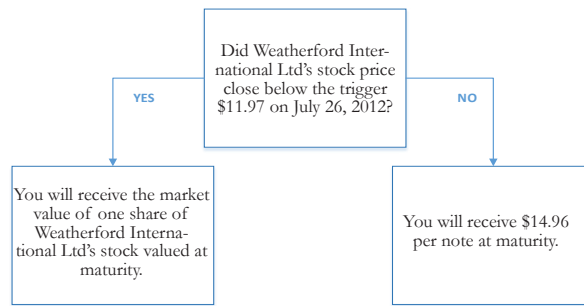 Did Weatherford Inter-
national Ltd's stock price
close below the trigger
$11.97 on July 26, 2012?
YES
NO
You will receive the market
value of one share of
Weatherford Interna-
tional Ltd's stock valued at
maturity.
You will receive $14.96
per note at maturity.